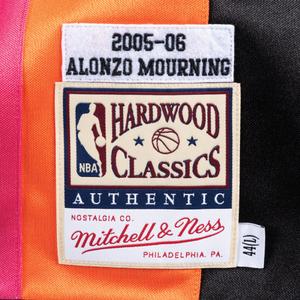 2005-06
ALONZO MOURNING
HARDWOOD
NBA
CLASSICS
AUTHENTIC
NOSTALGIA CO.
Mitchell & Ness
PHILADELPHIA. PA.
44(L)